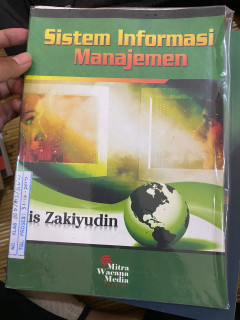 Sistem Informasi
Manajemen
is Zakiyudin
Mitra
Wacana
Media